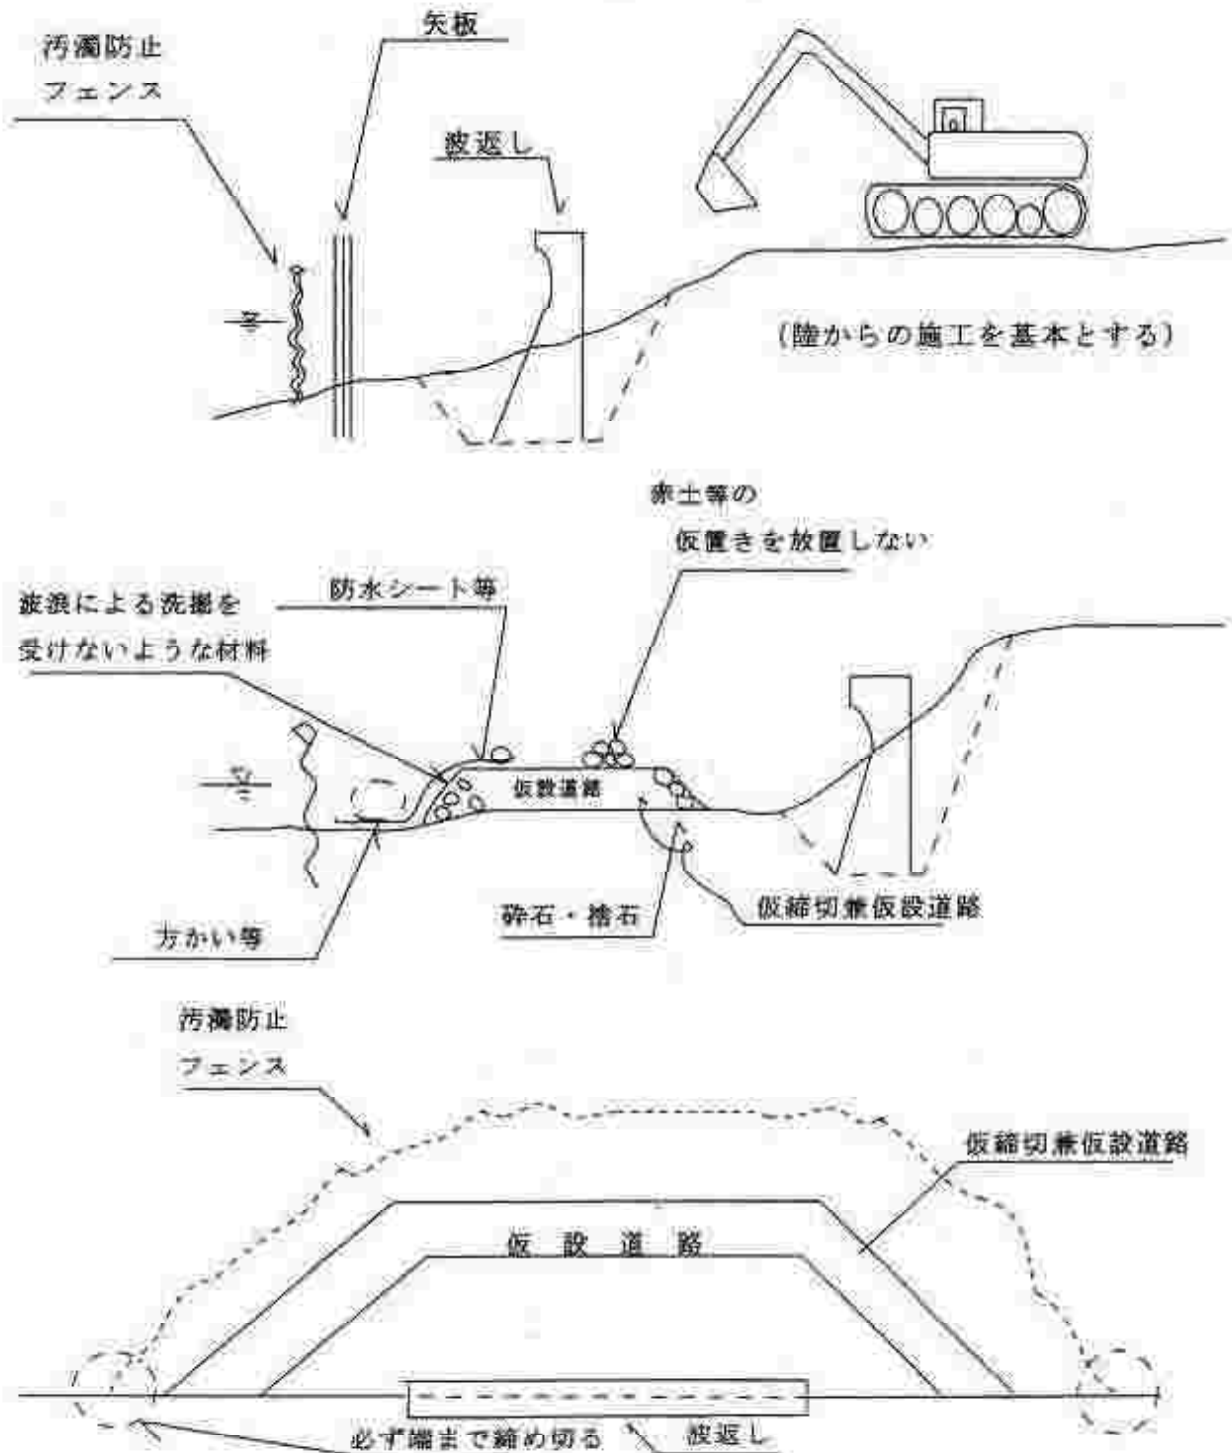 汚濁防止
フェンス
矢板
波返し
(陸からの施工を基本とする)
赤土等の
仮置きを放置しない
防水シート等
波浪による洗掘を
受けないような材料
仮設道路
砕石・捨石
仮締切兼仮設道路
方かい等
汚濁防止
フェンス
仮締切兼仮設道路
仮設道路
必ず端まで締め切る
波返し